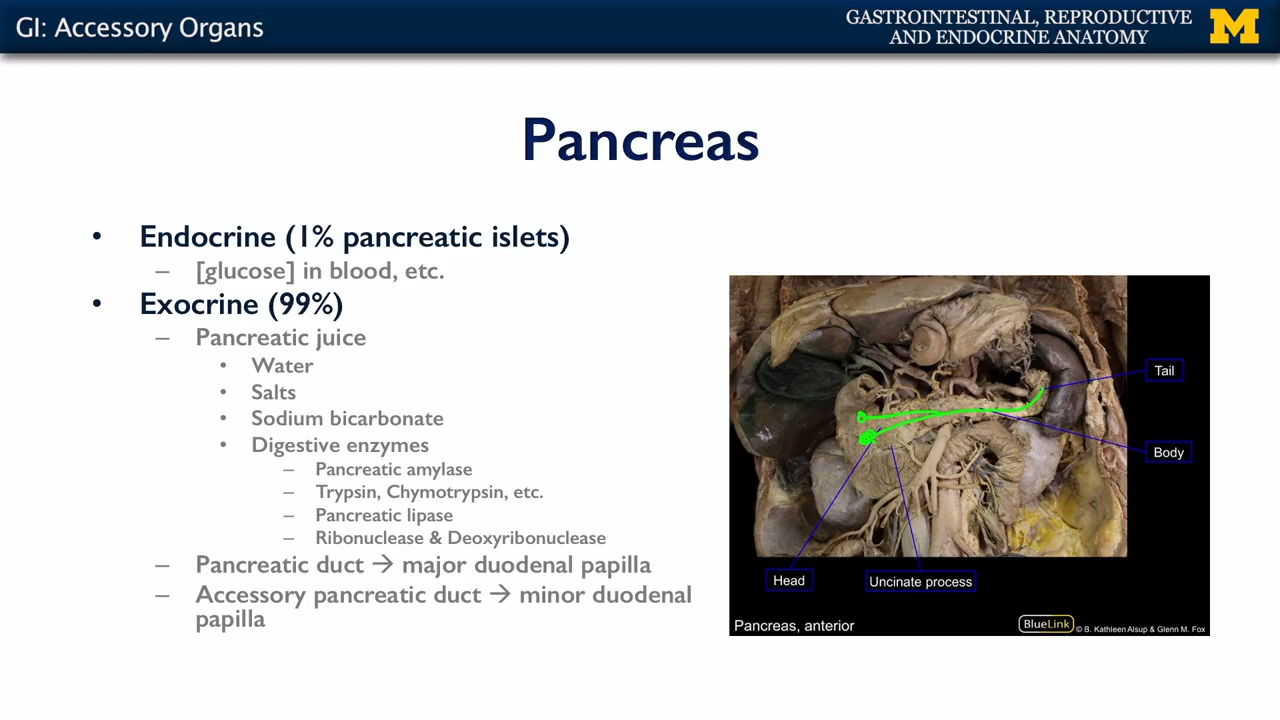 GI: Accessory Organs
GASTROINTESTINAL, REPRODUCTIVE
AND ENDOCRINE ANATOMY
M
Pancreas
• Endocrine (1% pancreatic islets)
– [glucose] in blood, etc.
• Exocrine (99%)
– Pancreatic juice
• Water
• Salts
• Sodium bicarbonate
• Digestive enzymes
– Pancreatic amylase
– Trypsin, Chymotrypsin, etc.
– Pancreatic lipase
– Ribonuclease & Deoxyribonuclease
– Pancreatic duct → major duodenal papilla
– Accessory pancreatic duct → minor duodenal
papilla
Tail
Body
Head
Uncinate process
Pancreas, anterior
BlueLink © B. Kathleen Alsup & Glenn M. Fox